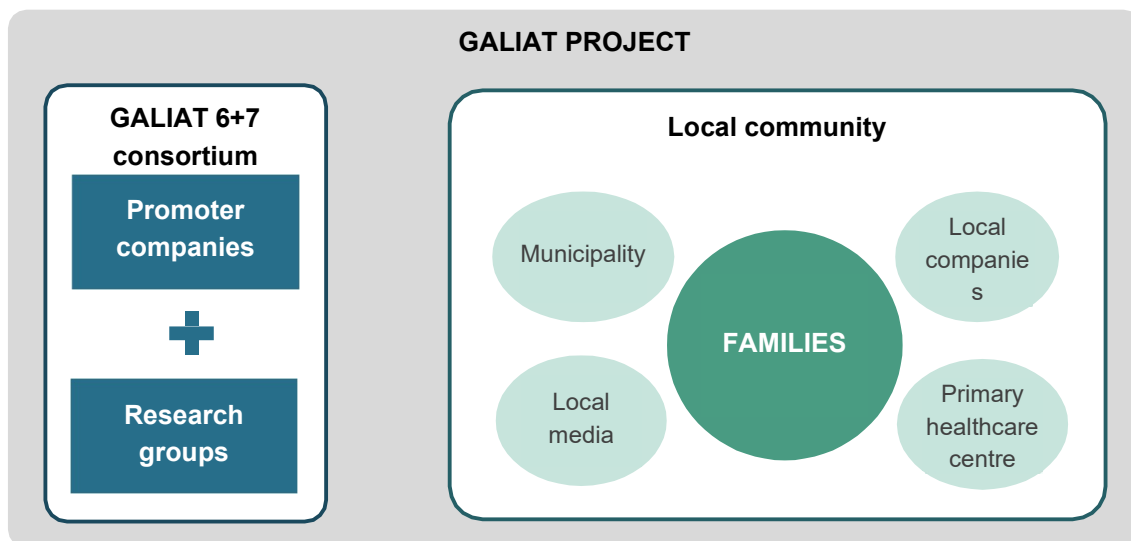 GALIAT PROJECT
GALIAT 6+7
consortium
Promoter
companies
Research
groups
Local community
Municipality
Local
companie
s
FAMILIES
Local
media
Primary
healthcare
centre